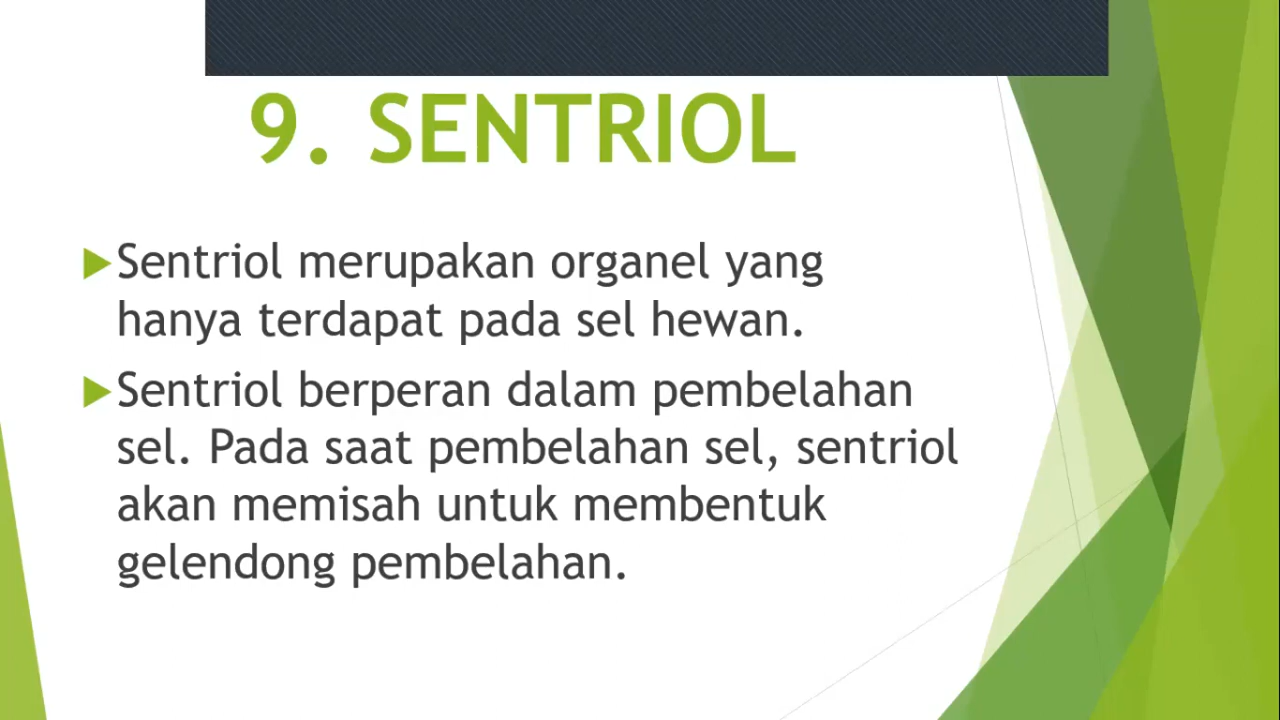 9. SENTRIOL
Sentriol merupakan organel yang
hanya terdapat pada sel hewan.
Sentriol berperan dalam pembelahan
sel. Pada saat pembelahan sel, sentriol
akan memisah untuk membentuk
gelendong pembelahan.